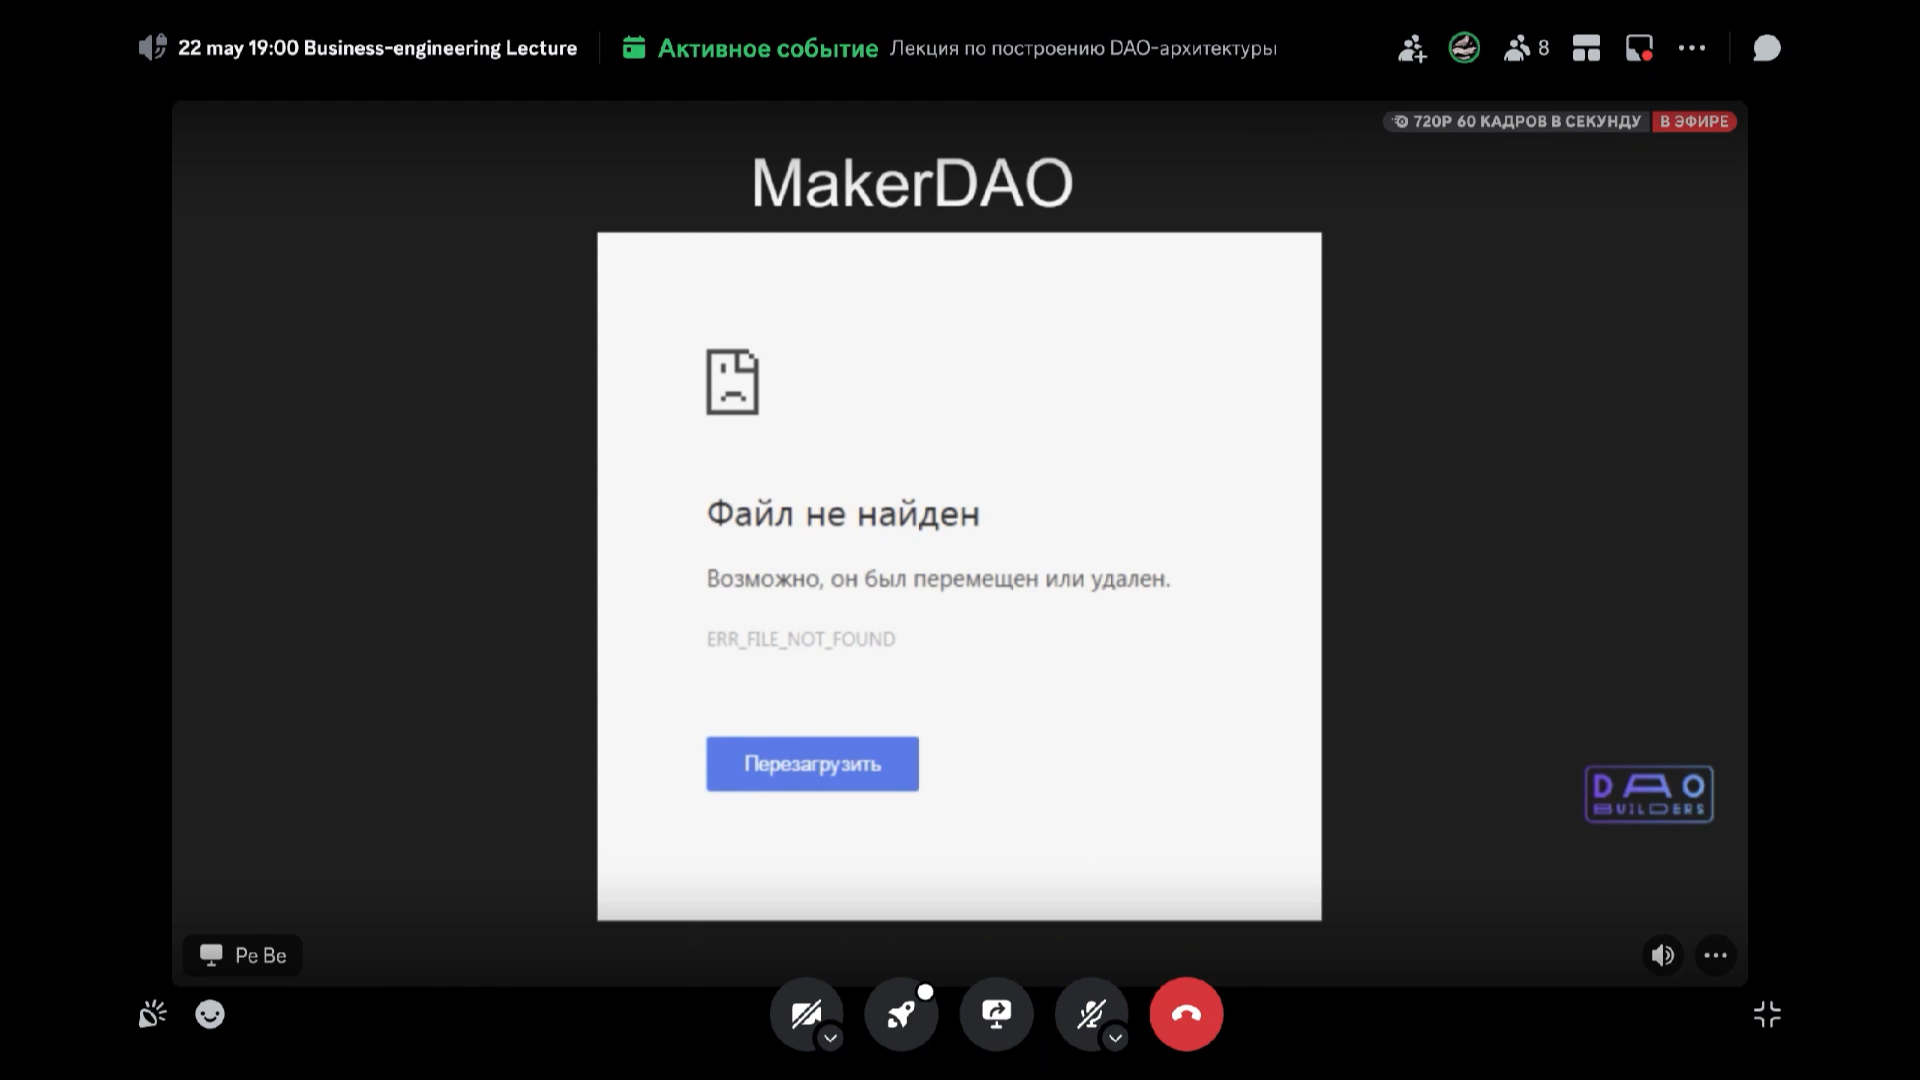 22 may 19:00 Business-engineering Lecture
Активное событие Лекция по построению DAO-архитектуры
8
720P 60 КАДРОВ В СЕКУНДУ В ЭФИРЕ
MakerDAO
Файл не найден
Возможно, он был перемещен или удален.
ERR_FILE_NOT_FOUND
Перезагрузить
DAO
BUILDERS
Pe Be